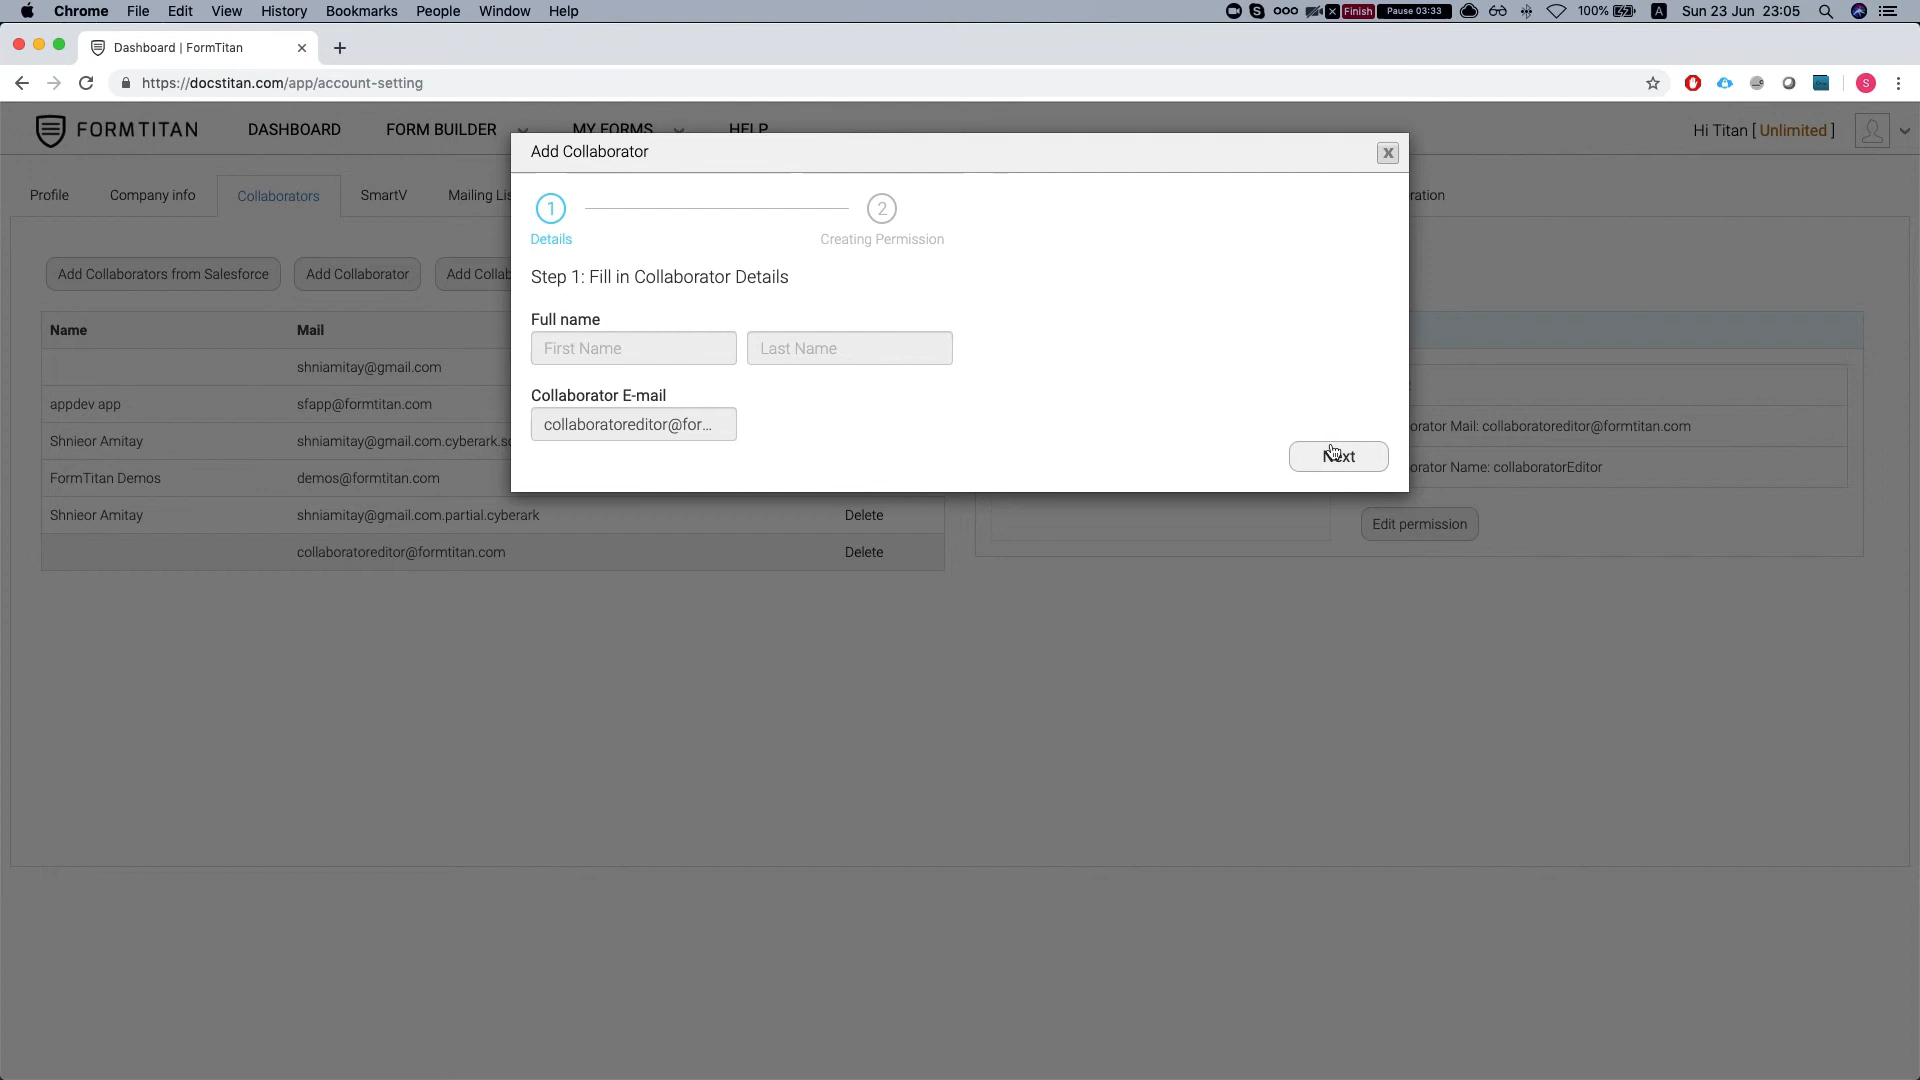 Chrome File Edit View History Bookmarks People Window Help
Finish Pause 03:33 100% A Sun 23 Jun 23:05
Dashboard | FormTitan
https://docstitan.com/app/account-setting
S
FORMTITAN DASHBOARD FORM BUILDER MY FORMS HELP Hi Titan [ Unlimited ]
Add Collaborator
X
Profile Company info Collaborators SmartV Mailing Lis ration
1 2
Details Creating Permission
Add Collaborators from Salesforce Add Collaborator Add Collab
Step 1: Fill in Collaborator Details
Full name
First Name Last Name
Collaborator E-mail
collaboratoreditor@for...
Next
Name Mail
shniamitay@gmail.com
appdev app sfapp@formtitan.com
Shnieor Amitay shniamitay@gmail.com.cyberark.s
FormTitan Demos demos@formtitan.com
Shnieor Amitay shniamitay@gmail.com.partial.cyberark Delete
collaboratoreditor@formtitan.com Delete
orator Mail: collaboratoreditor@formtitan.com
orator Name: collaboratorEditor
Edit permission